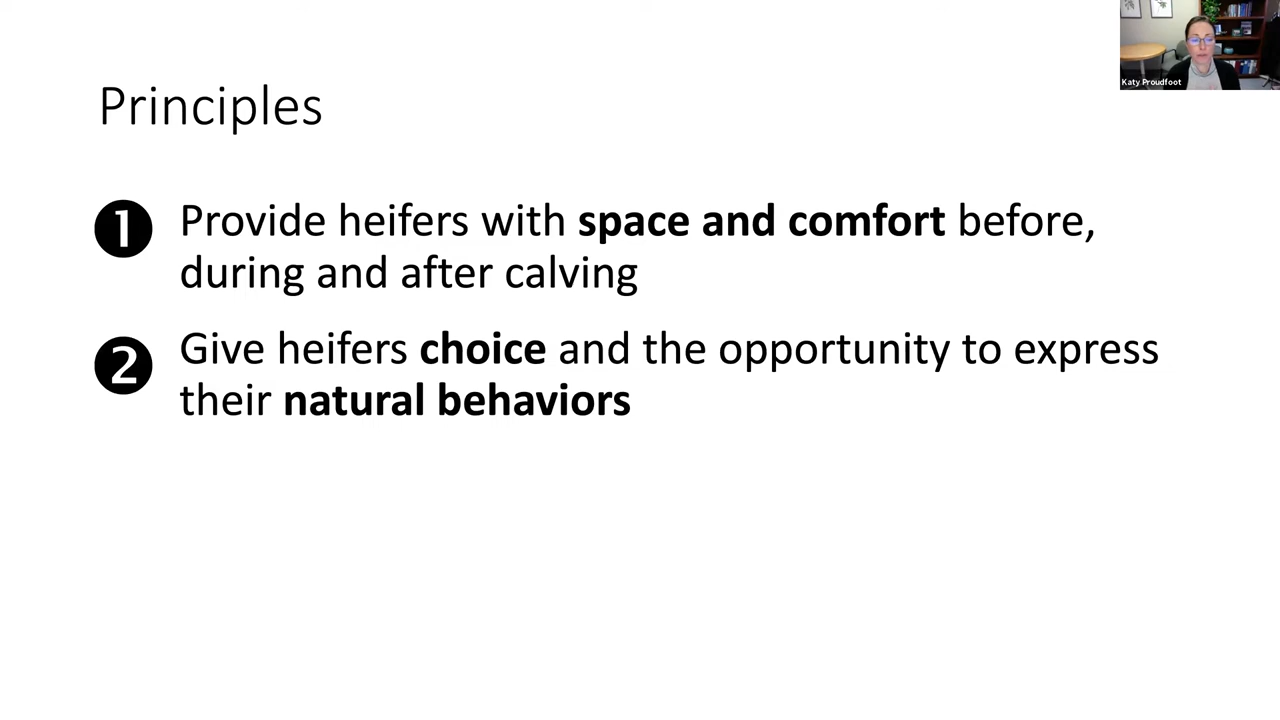 Katy Proudfoot
Principles
❶ Provide heifers with space and comfort before,
during and after calving
❷ Give heifers choice and the opportunity to express
their natural behaviors